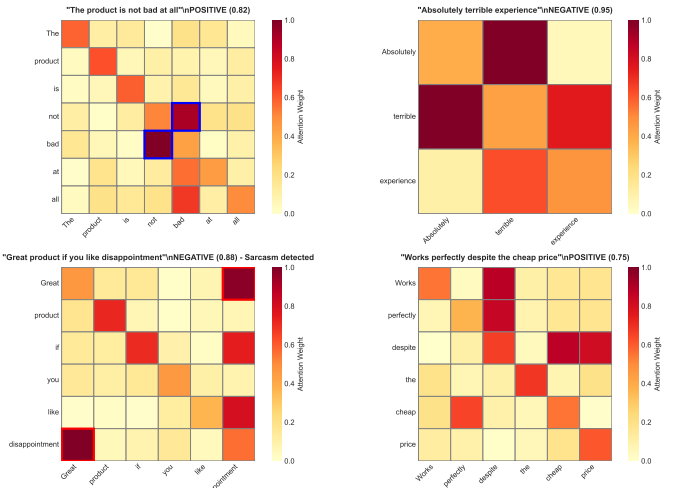 "The product is not bad at all"\nPOSITIVE (0.82)
The
product
is
not
bad
at
all
The
product
is
not
bad
at
all
1.0
0.8
0.6
0.4
0.2
0.0
Attention Weight
"Absolutely terrible experience"\nNEGATIVE (0.95)
Absolutely
terrible
experience
Absolutely
terrible
experience
1.0
0.8
0.6
0.4
0.2
0.0
Attention Weight
"Great product if you like disappointment"\nNEGATIVE (0.88) - Sarcasm detected
Great
product
if
you
like
disappointment
Great
product
if
you
like
pointment
1.0
0.8
0.6
0.4
0.2
0.0
Attention Weight
"Works perfectly despite the cheap price"\nPOSITIVE (0.75)
Works
perfectly
despite
the
cheap
price
Works
perfectly
despite
the
cheap
price
1.0
0.8
0.6
0.4
0.2
0.0
Attention Weight